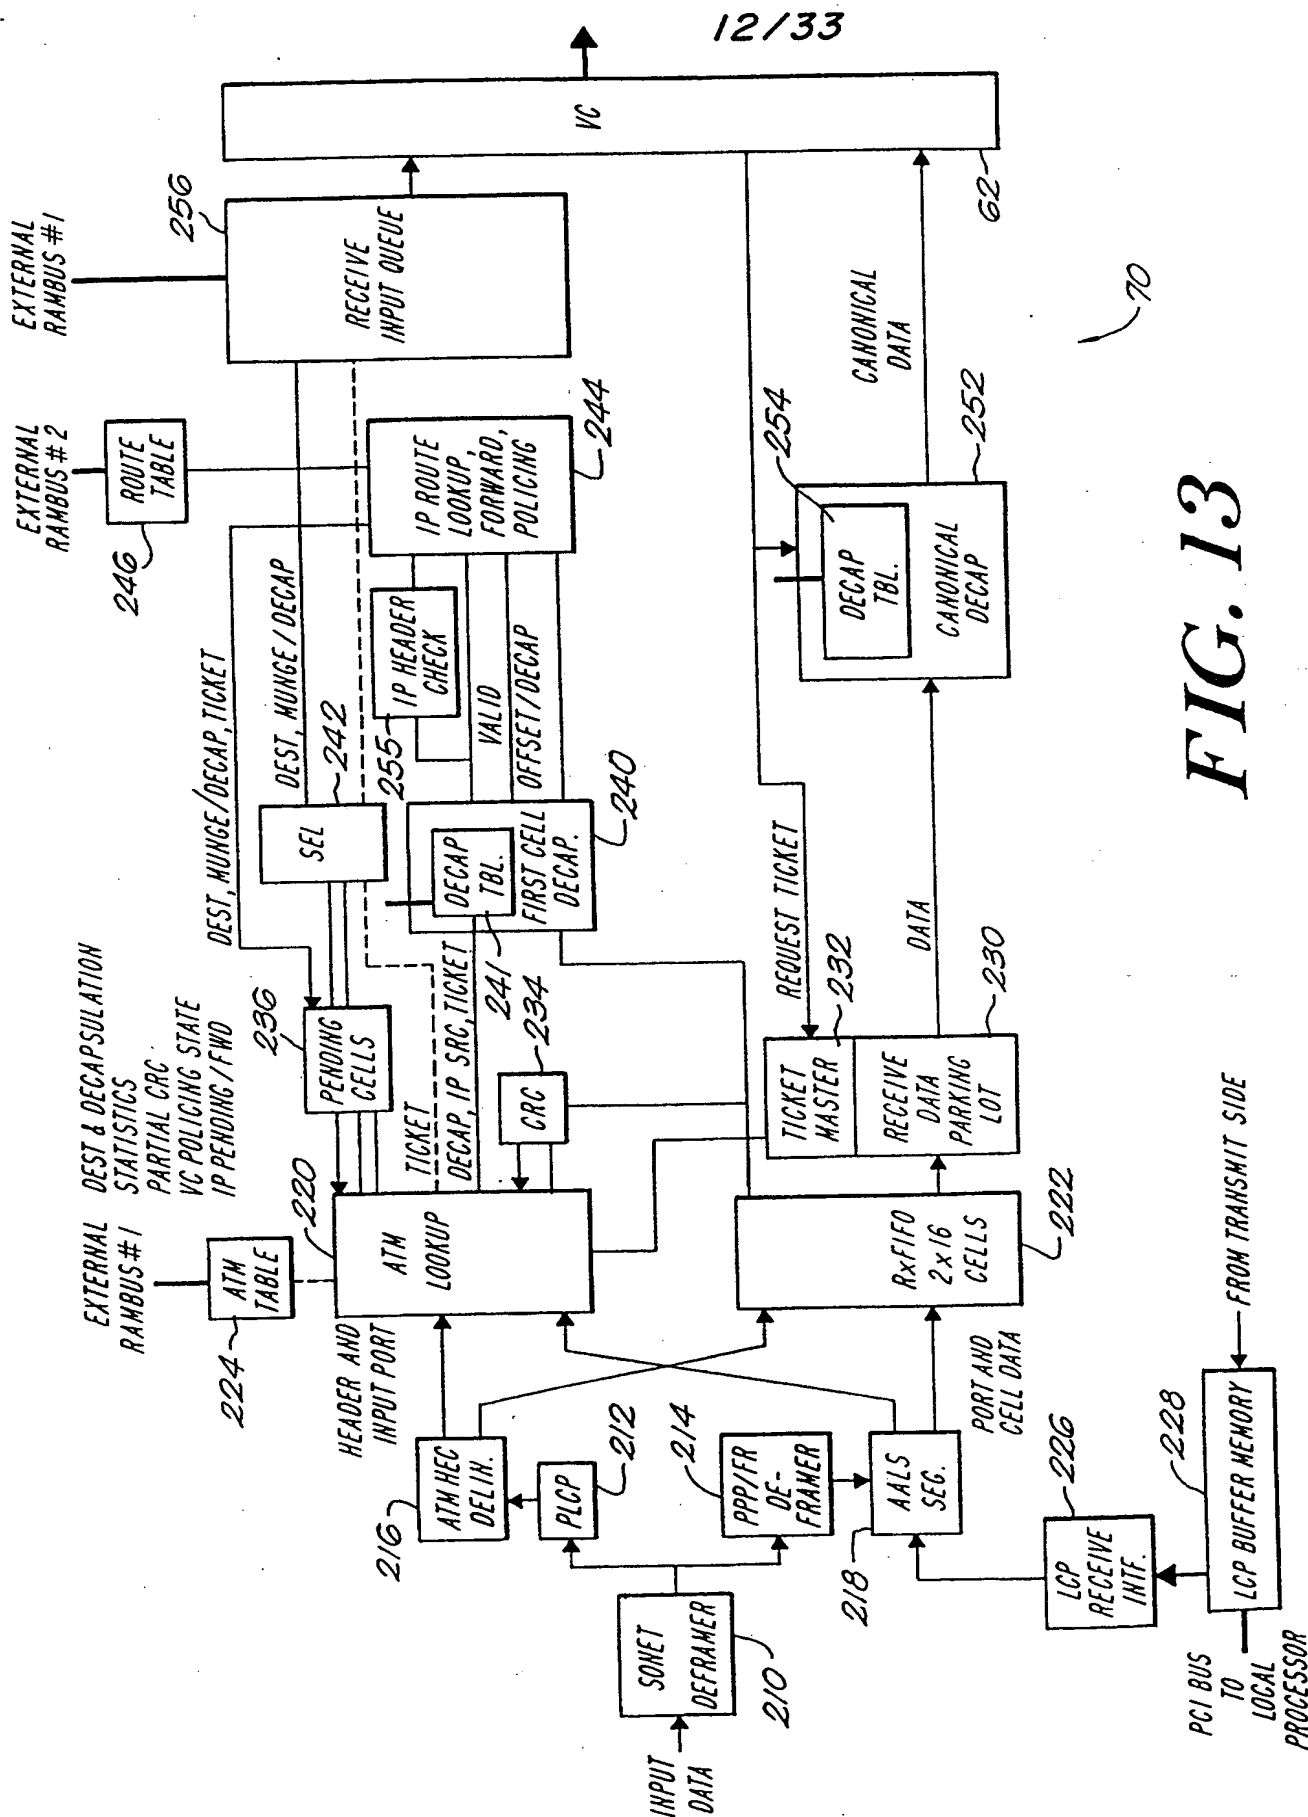 12/33
INPUT
DATA
SONET
DEFRAMER
210
PLCP
212
PPP/FR
DE-
FRAMER
214
ATM HEC
DELIN.
216
AALS
SEG.
218
LCP
RECEIVE
INTF.
226
LCP BUFFER MEMORY
228
FROM TRANSMIT SIDE
PCI BUS
TO
LOCAL
PROCESSOR
HEADER AND
INPUT PORT
PORT AND
CELL DATA
EXTERNAL
RAMBUS #1
ATM
TABLE
224
DEST & DECAPSULATION
STATISTICS
PARTIAL CRC
VC POLICING STATE
IP PENDING/FWD
ATM
LOOKUP
220
RxFIFO
2x16
CELLS
222
PENDING
CELLS
236
TICKET
DECAP, IP SRC, TICKET
CRC
234
TICKET
MASTER
232
RECEIVE
DATA
PARKING
LOT
230
REQUEST TICKET
DATA
DEST, MUNGE/DECAP, TICKET
SEL
242
DEST, MUNGE/DECAP
DECAP
TBL.
241
FIRST CELL
DECAP.
240
IP HEADER
CHECK
255
VALID
OFFSET/DECAP
IP ROUTE
LOOKUP,
FORWARD,
POLICING
244
ROUTE
TABLE
246
EXTERNAL
RAMBUS #2
EXTERNAL
RAMBUS #1
RECEIVE
INPUT QUEUE
256
DECAP
TBL.
254
CANONICAL
DECAP
252
CANONICAL
DATA
VC
62
70
FIG. 13